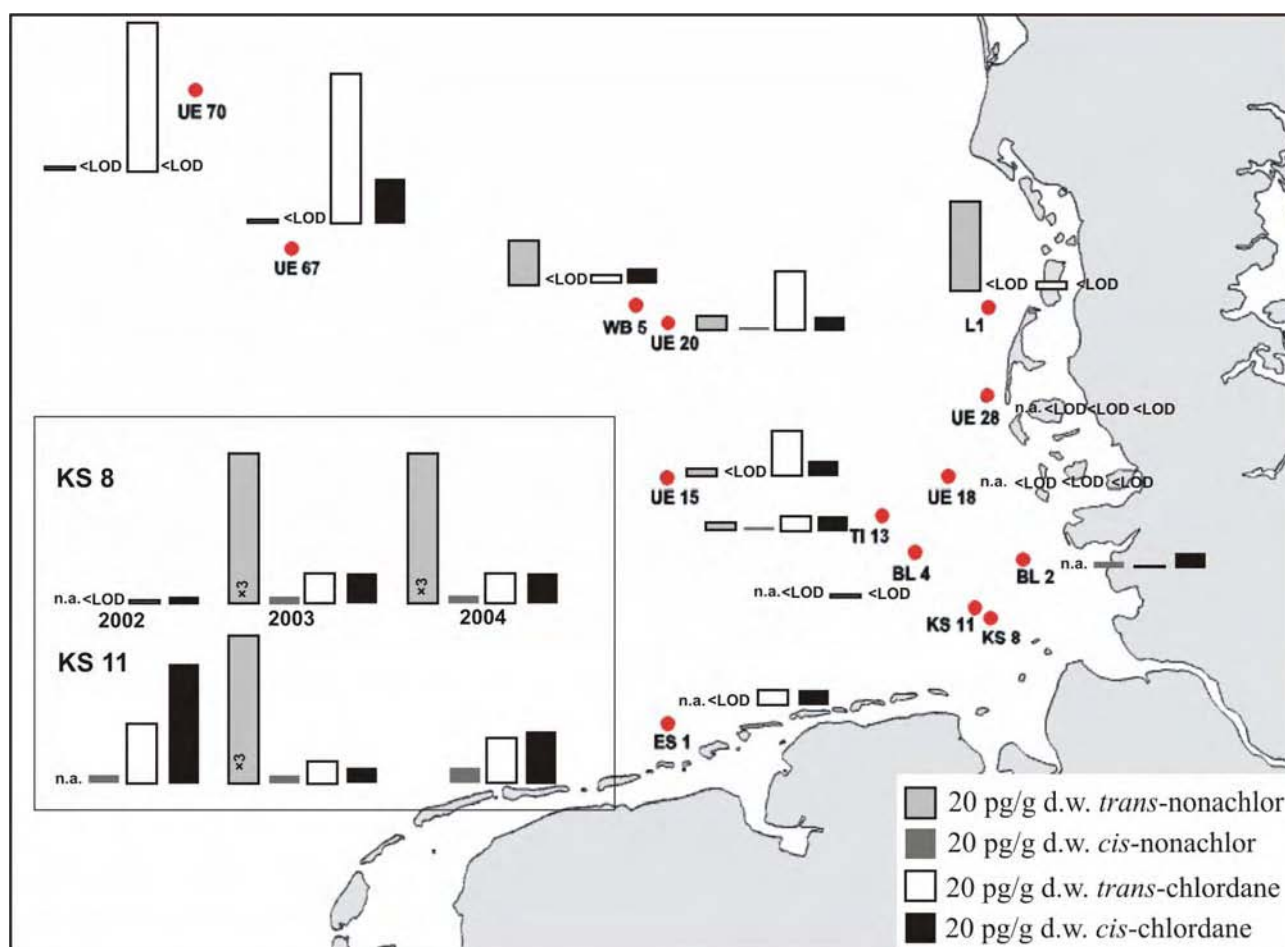 UE 70
<LOD <LOD
<LOD
UE 67
<LOD
WB 5
UE 20
<LOD <LOD
L1
UE 28
n.a. <LOD <LOD <LOD
UE 15
<LOD
UE 18
n.a. <LOD <LOD <LOD
TI 13
BL 4
BL 2
n.a.
n.a. <LOD <LOD
KS 11
KS 8
n.a. <LOD
ES 1
KS 8
n.a. <LOD
×3
×3
2002
2003
2004
KS 11
n.a.
×3
20 pg/g d.w. trans-nonachlor
20 pg/g d.w. cis-nonachlor
20 pg/g d.w. trans-chlordane
20 pg/g d.w. cis-chlordane